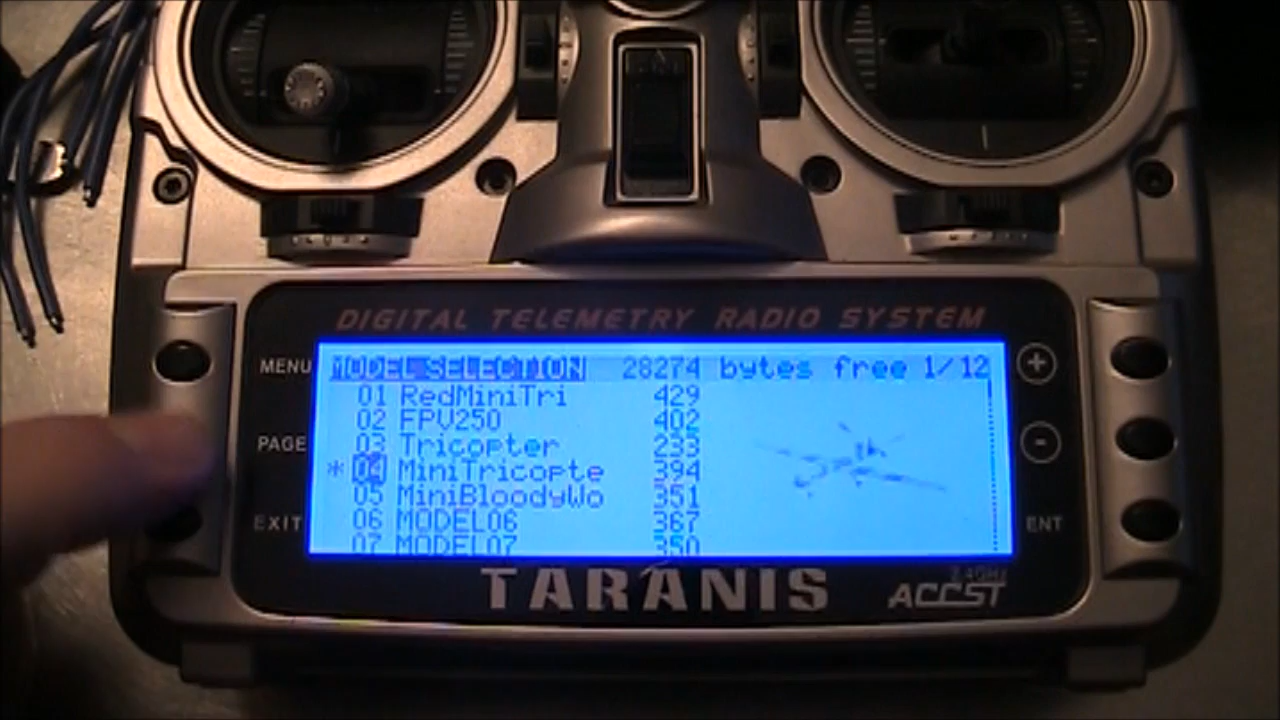 DIGITAL TELEMETRY RADIO SYSTEM
MENU
PAGE
EXIT
MODEL SELECTION 28274 bytes free 1/12
01 RedMiniTri 429
02 FPV250 402
03 Tricopter 233
*04 MiniTricopte 394
05 MiniBloodyWo 351
06 MODEL06 367
07 MODEL07 350
+
-
ENT
TARANIS
2.4GHz
ACCST